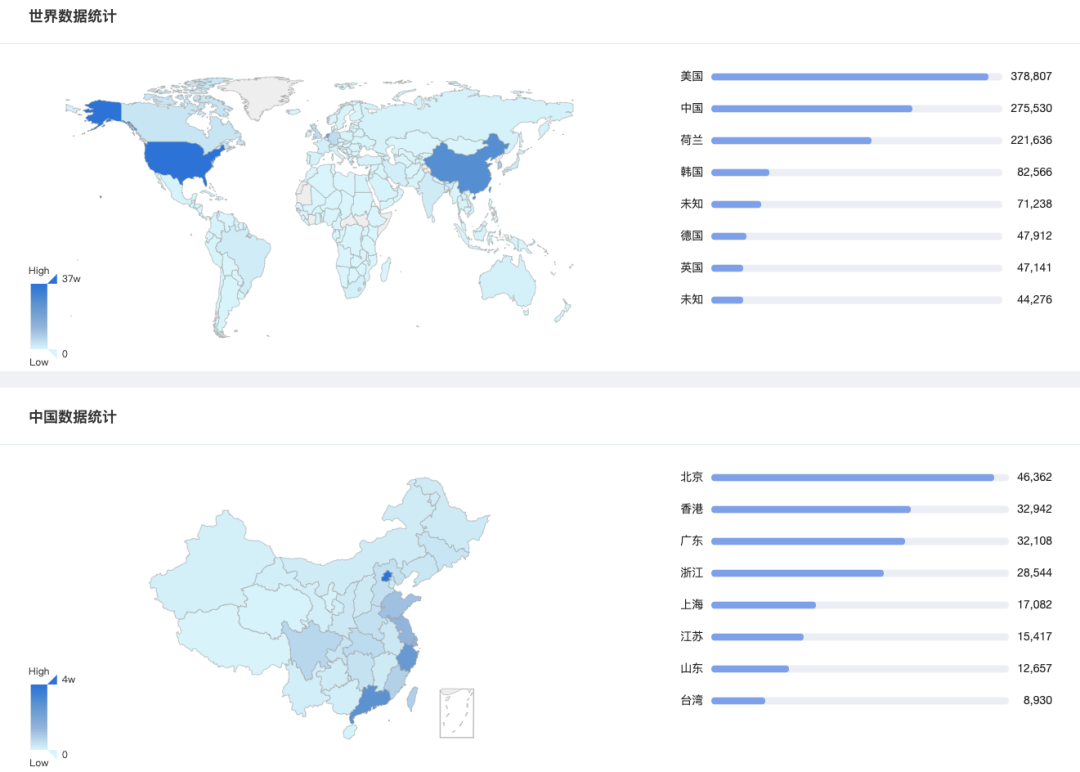 世界数据统计
美国 378,807
中国 275,530
荷兰 221,636
韩国 82,566
未知 71,238
德国 47,912
英国 47,141
未知 44,276
High
37w
0
Low
中国数据统计
北京 46,362
香港 32,942
广东 32,108
浙江 28,544
上海 17,082
江苏 15,417
山东 12,657
台湾 8,930
High
4w
0
Low